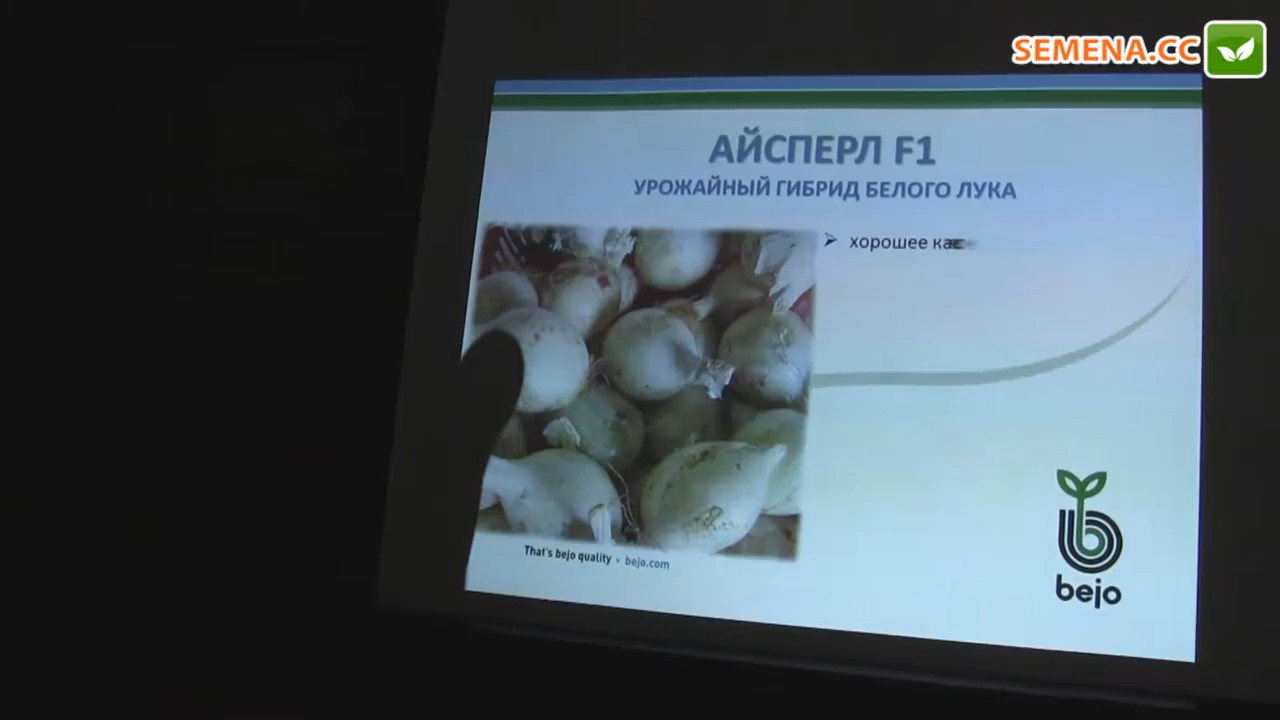 SEMENA.CC
АЙСПЕРЛ F1
УРОЖАЙНЫЙ ГИБРИД БЕЛОГО ЛУКА
хорошее
That's bejo quality • bejo.com
bejo